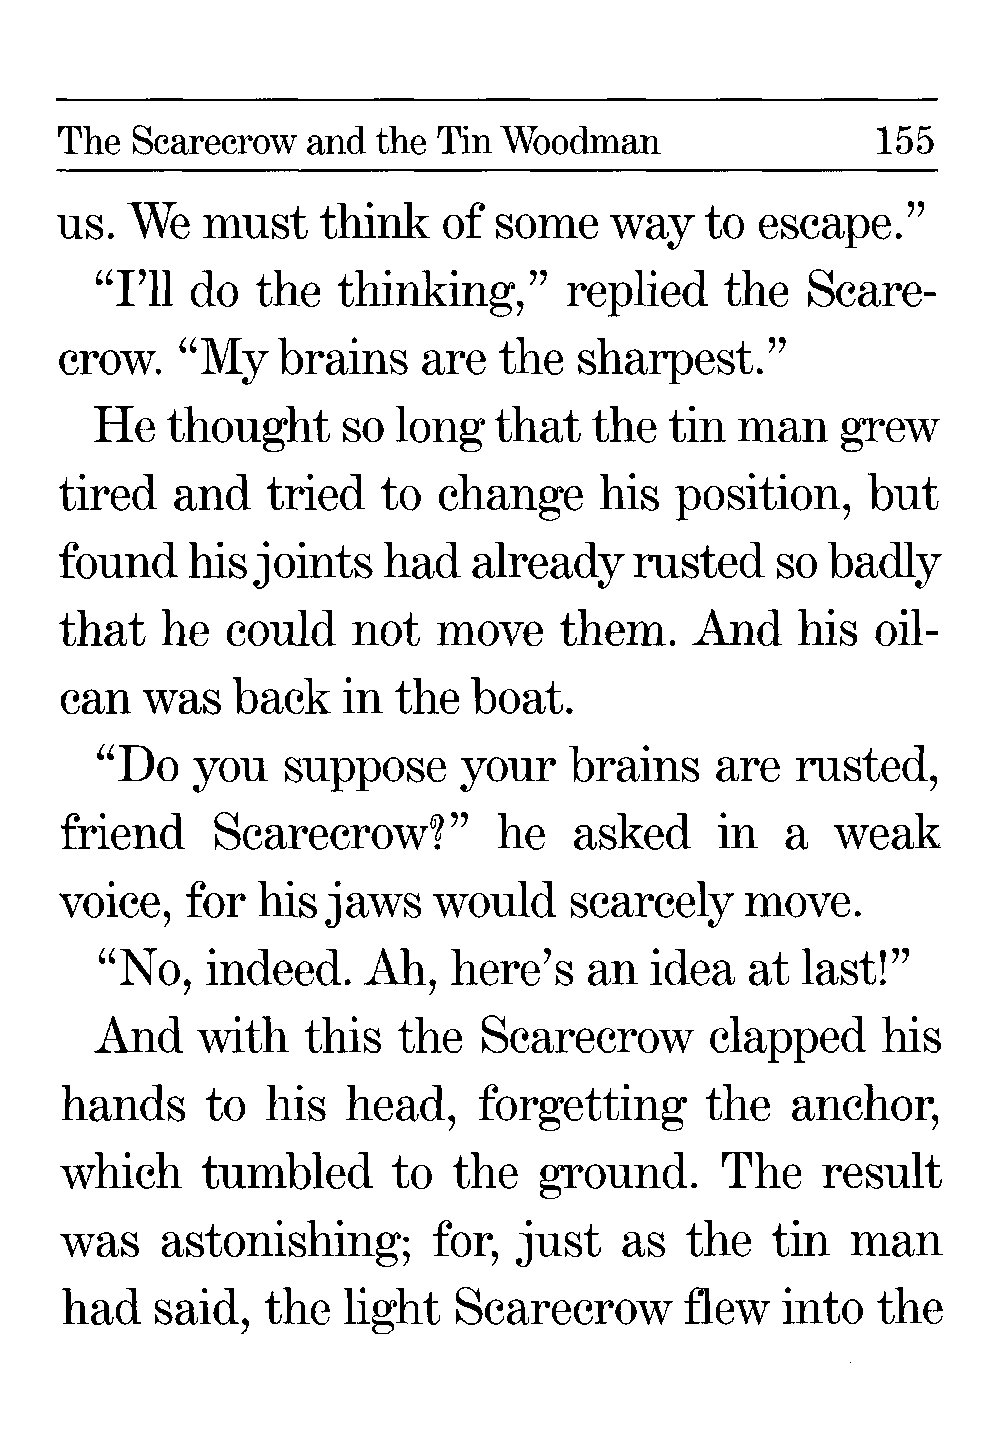 The Scarecrow and the Tin Woodman 155
us. We must think of some way to escape.”
“I’ll do the thinking,” replied the Scare-
crow. “My brains are the sharpest.”
He thought so long that the tin man grew
tired and tried to change his position, but
found his joints had already rusted so badly
that he could not move them. And his oil-
can was back in the boat.
“Do you suppose your brains are rusted,
friend Scarecrow?” he asked in a weak
voice, for his jaws would scarcely move.
“No, indeed. Ah, here’s an idea at last!”
And with this the Scarecrow clapped his
hands to his head, forgetting the anchor,
which tumbled to the ground. The result
was astonishing; for, just as the tin man
had said, the light Scarecrow flew into the